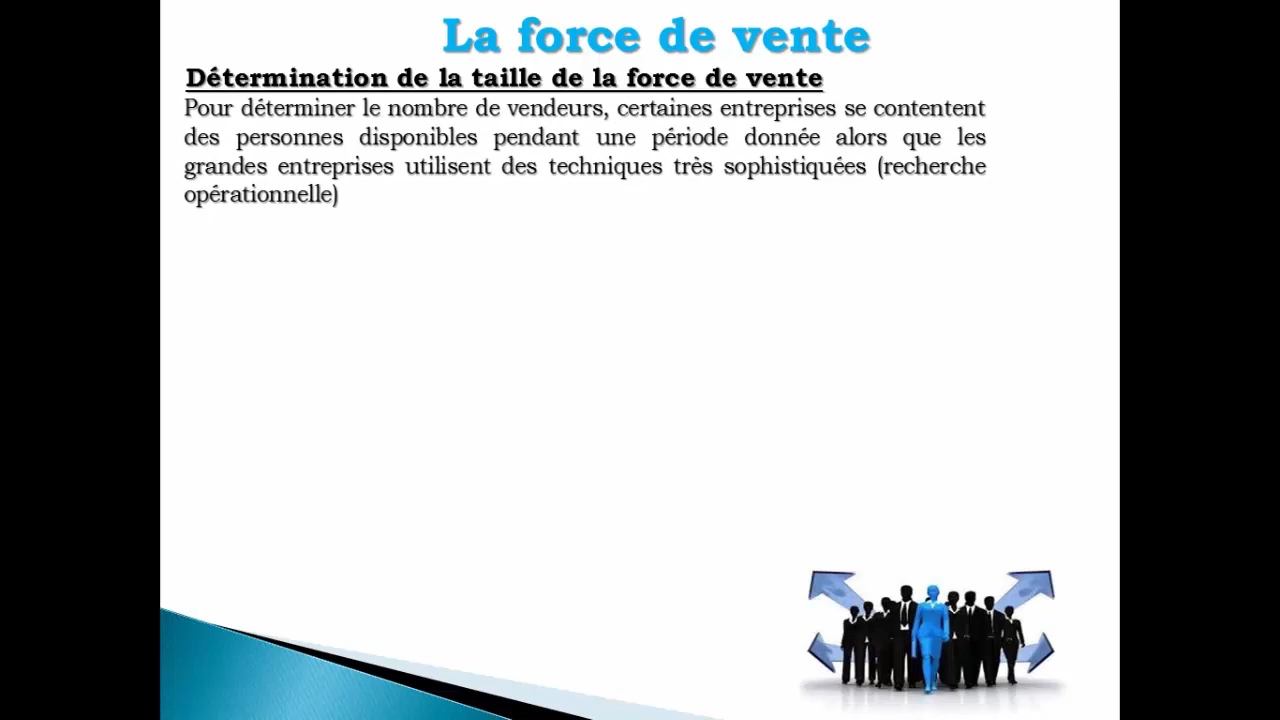 La force de vente
Détermination de la taille de la force de vente
Pour déterminer le nombre de vendeurs, certaines entreprises se contentent
des personnes disponibles pendant une période donnée alors que les
grandes entreprises utilisent des techniques très sophistiquées (recherche
opérationnelle)